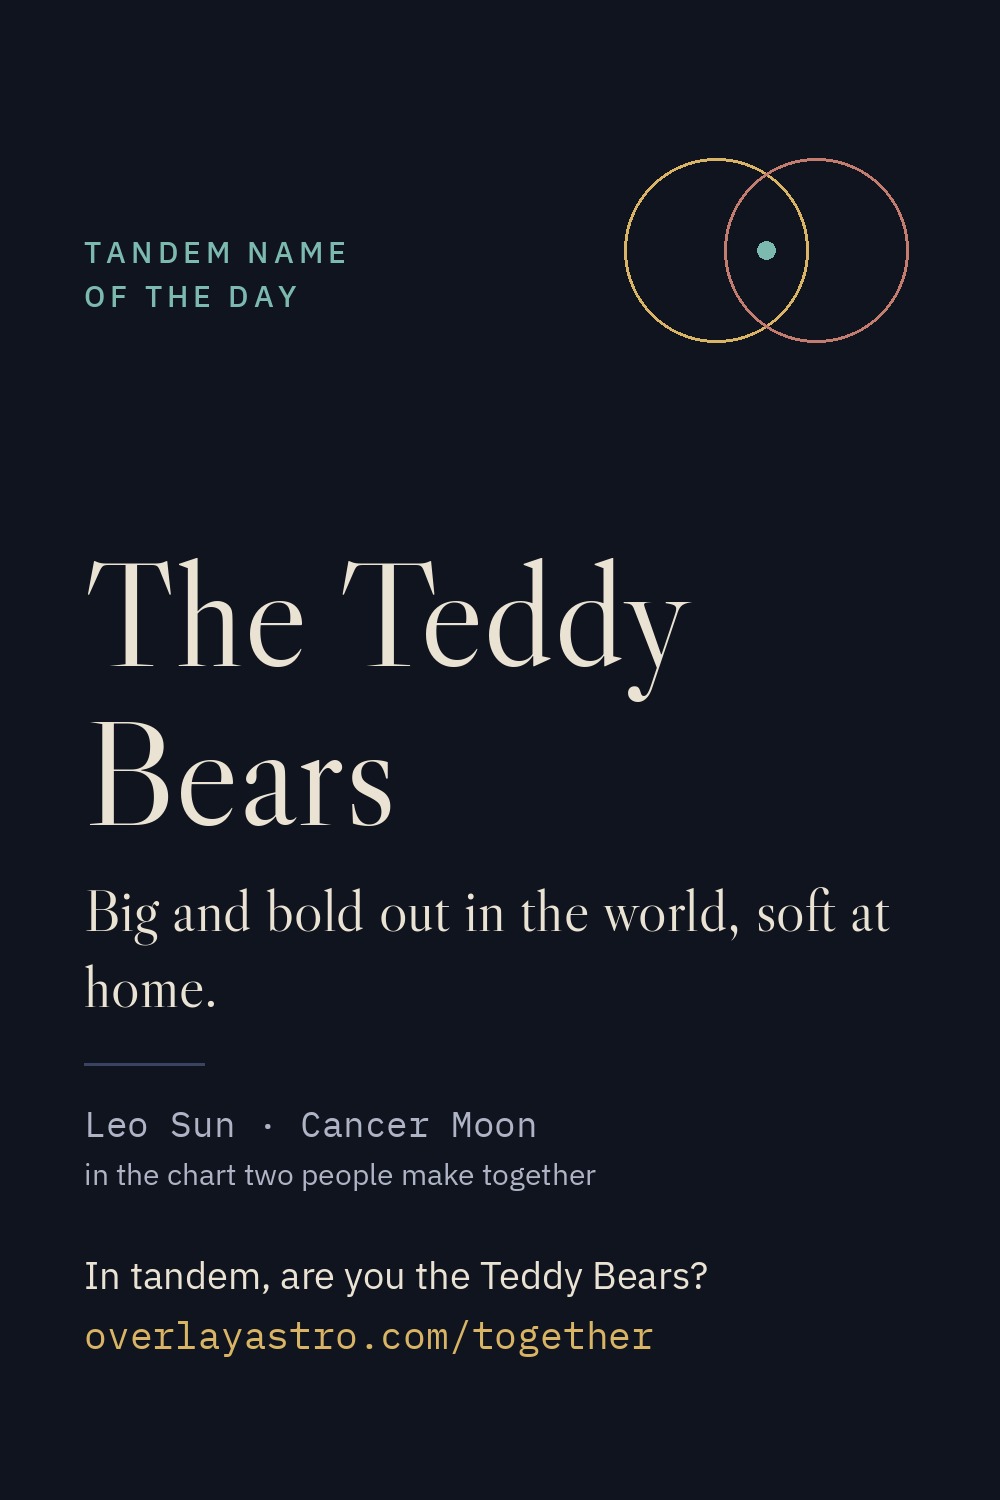 TANDEM NAME
OF THE DAY
The Teddy
Bears
Big and bold out in the world, soft at
home.
Leo Sun · Cancer Moon
in the chart two people make together
In tandem, are you the Teddy Bears?
overlayastro.com/together